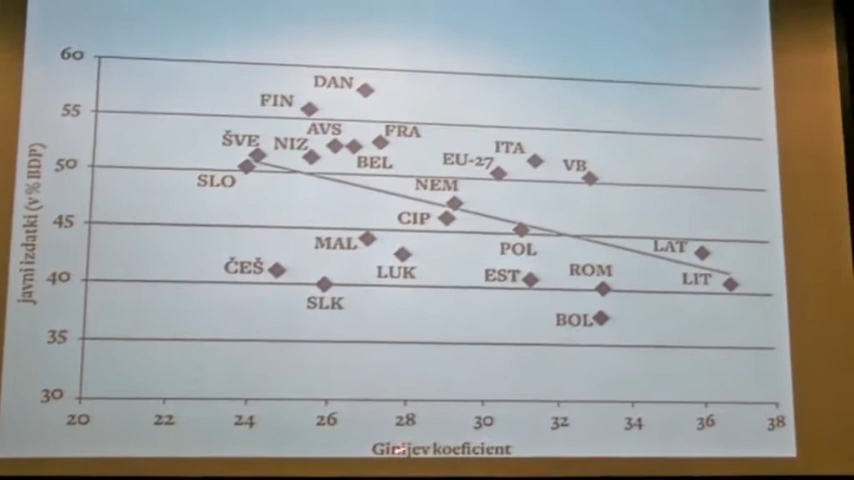 60
DAN
FIN
55
AVS
FRA
ŠVE
NIZ
ITA
BEL
EU-27
VB
50
SLO
NEM
CIP
45
MAL
POL
LAT
ČEŠ
LUK
EST
ROM
LIT
40
SLK
BOL
35
30
javni izdatki (v % BDP)
20 22 24 26 28 30 32 34 36 38
Ginijev koeficient